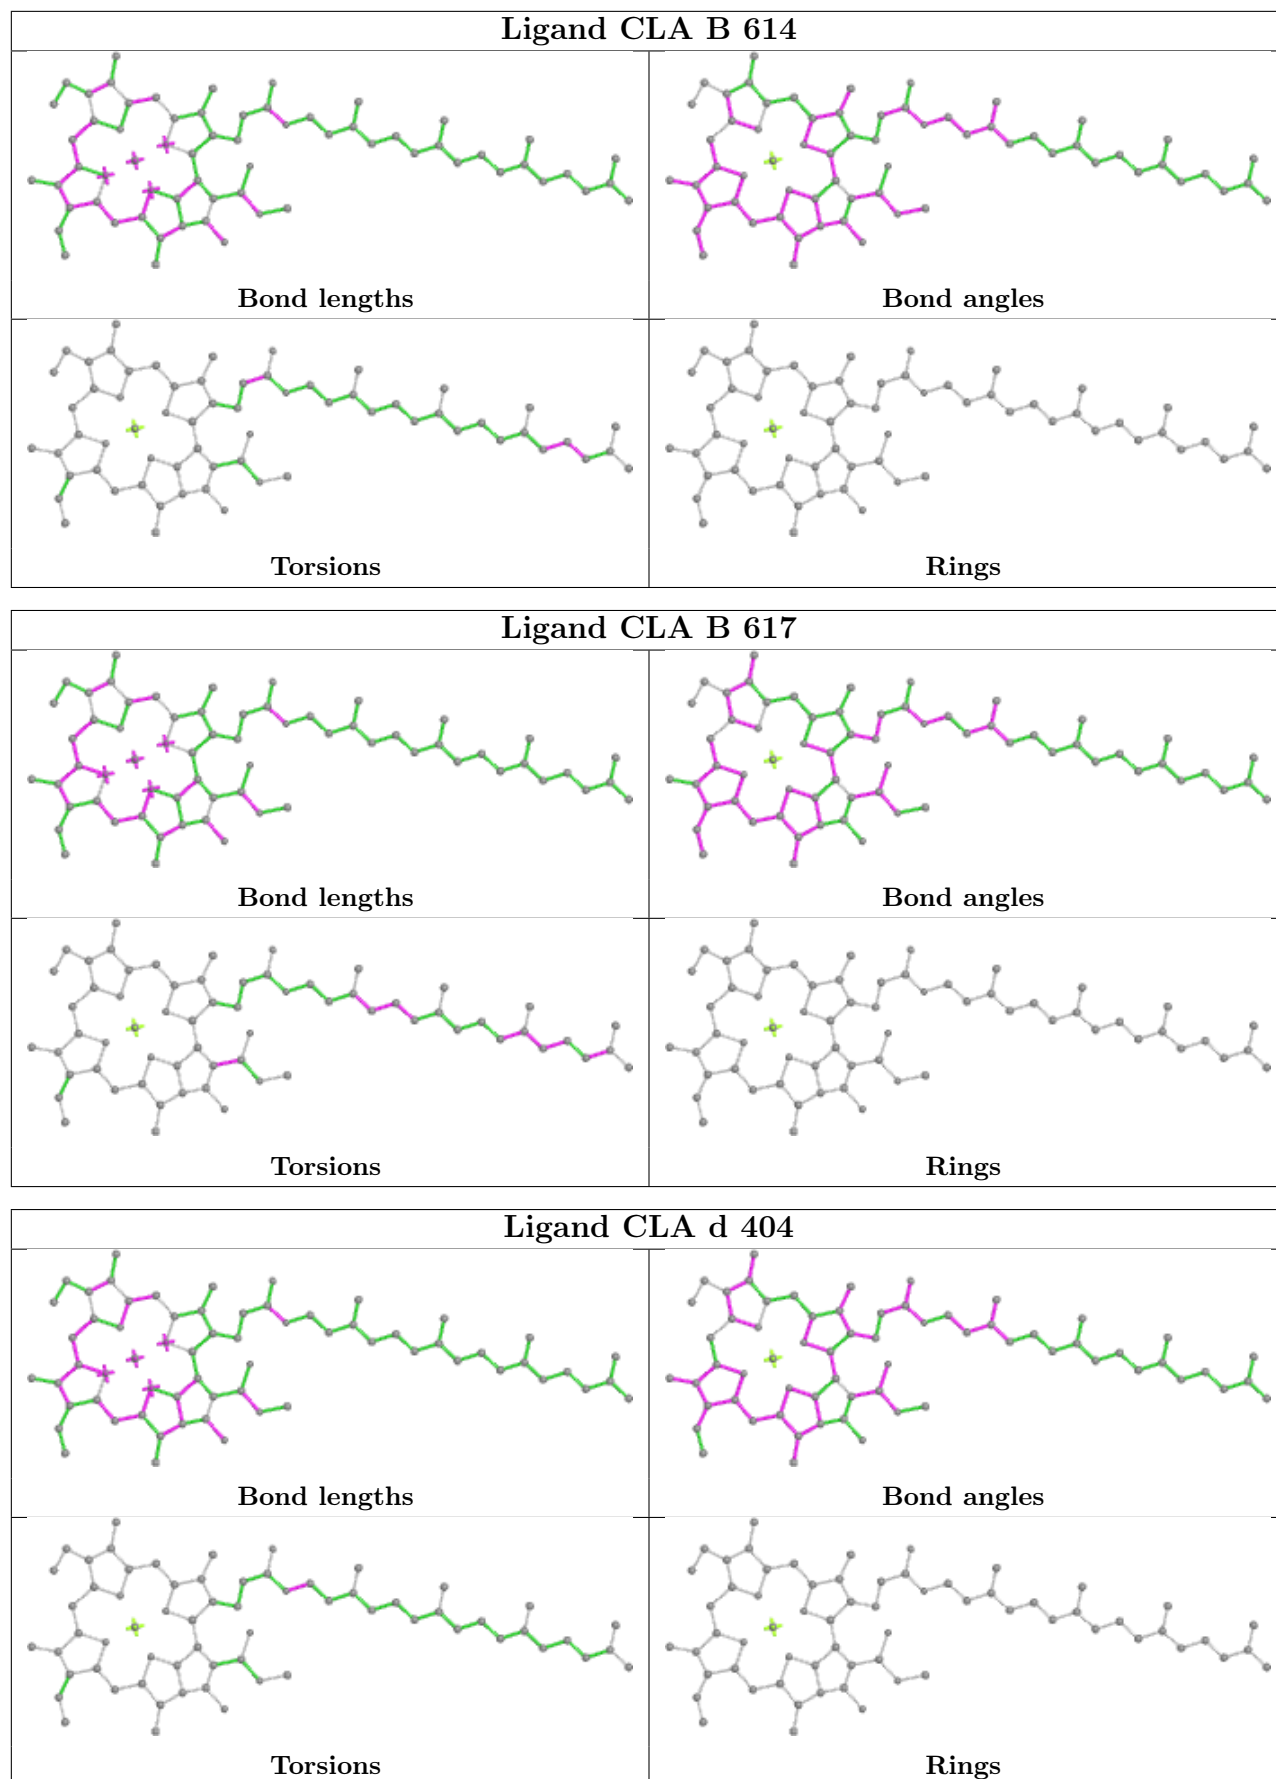 Ligand CLA B 614
Bond lengths
Bond angles
Torsions
Rings
Ligand CLA B 617
Bond lengths
Bond angles
Torsions
Rings
Ligand CLA d 404
Bond lengths
Bond angles
Torsions
Rings